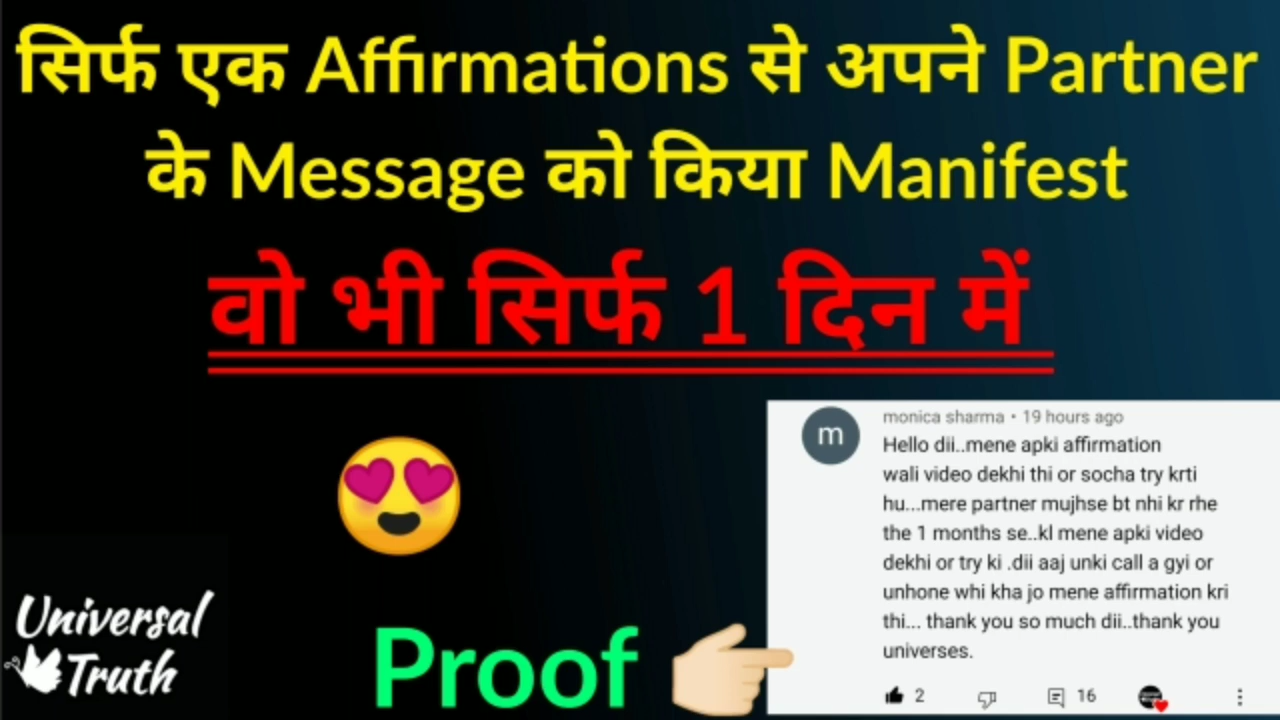 सिर्फ एक Affirmations से अपने Partner
के Message को किया Manifest
वो भी सिर्फ 1 दिन में
monica sharma • 19 hours ago
m
Hello dii..mene apki affirmation
wali video dekhi thi or socha try krti
hu...mere partner mujhse bt nhi kr rhe
the 1 months se..kl mene apki video
dekhi or try ki .dii aaj unki call a gyi or
unhone whi kha jo mene affirmation kri
thi... thank you so much dii..thank you
universes.
2 16
Proof
Universal
Truth